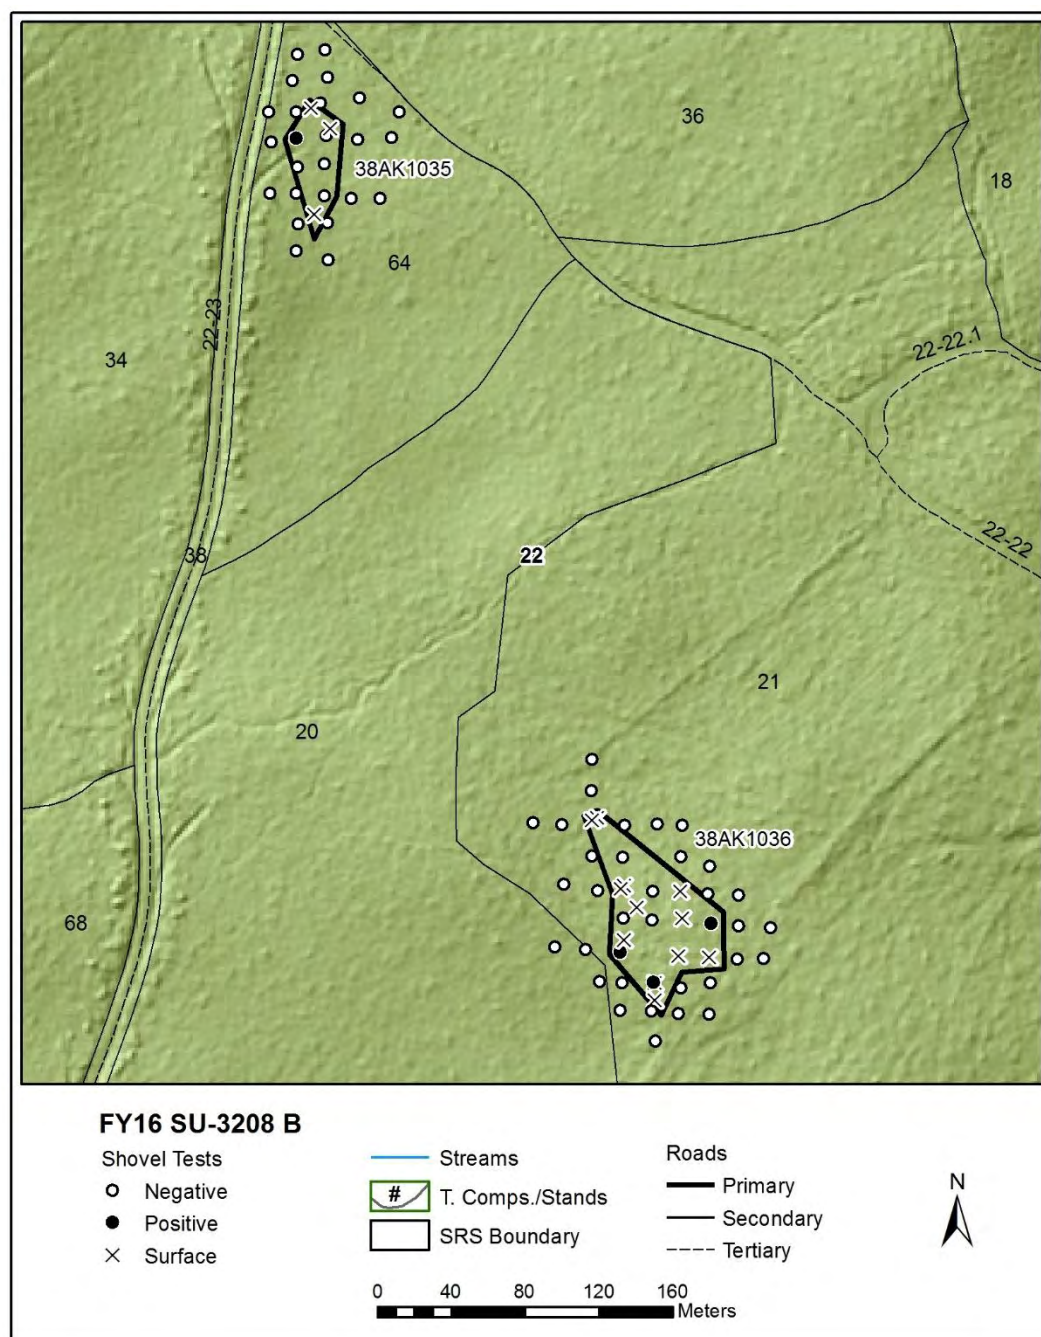 36
18
38AK1035
64
22-23
34
22-22.1
38
22
22-22
21
20
38AK1036
68
FY16 SU-3208 B
Shovel Tests
Negative
Positive
Surface
Streams
#
T. Comps./Stands
SRS Boundary
Roads
Primary
Secondary
Tertiary
N
0 40 80 120 160
Meters